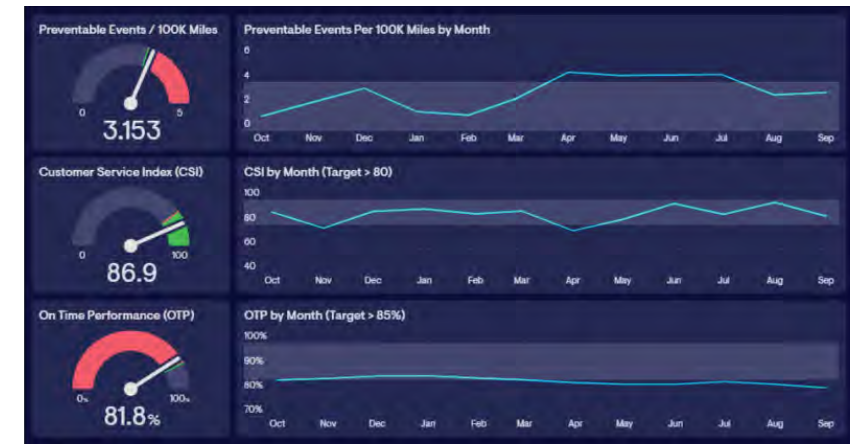 Preventable Events / 100K Miles
0
5
3.153
Preventable Events Per 100K Miles by Month
6
4
2
0
Oct Nov Dec Jan Feb Mar Apr May Jun Jul Aug Sep
Customer Service Index (CSI)
0
100
86.9
CSI by Month (Target > 80)
100
80
60
40
Oct Nov Dec Jan Feb Mar Apr May Jun Jul Aug Sep
On Time Performance (OTP)
0%
100%
81.8%
OTP by Month (Target > 85%)
100%
90%
80%
70%
Oct Nov Dec Jan Feb Mar Apr May Jun Jul Aug Sep